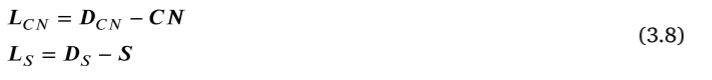 L_{CN} = D_{CN} − CN
L_S = D_S − S
(3.8)